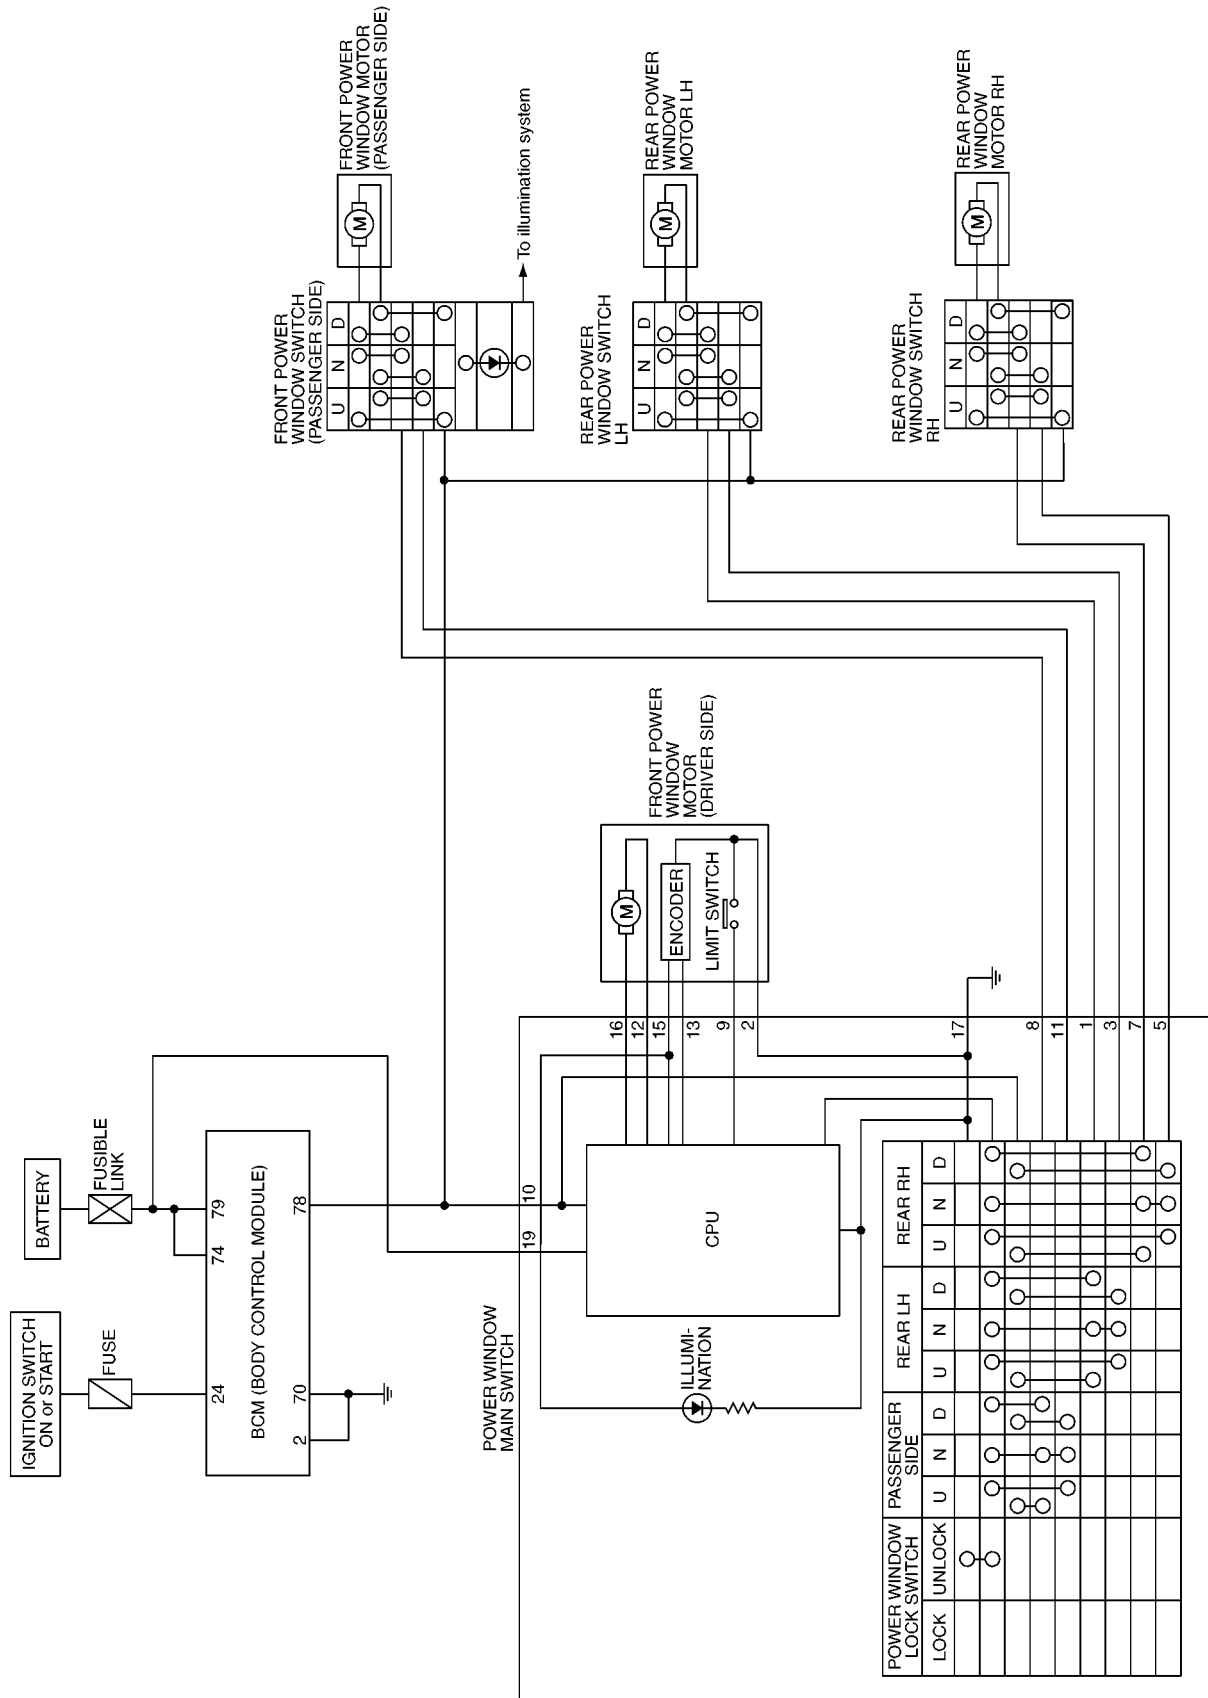 IGNITION SWITCH
ON or START
FUSE
BATTERY
FUSIBLE
LINK
24
74
79
BCM (BODY CONTROL MODULE)
2
70
78
POWER WINDOW
MAIN SWITCH
19
10
ILLUMI-
NATION
CPU
16
12
15
13
9
2
17
8
11
1
3
7
5
FRONT POWER
WINDOW
MOTOR
(DRIVER SIDE)
M
ENCODER
LIMIT SWITCH
FRONT POWER
WINDOW SWITCH
(PASSENGER SIDE)
U
N
D
FRONT POWER
WINDOW MOTOR
(PASSENGER SIDE)
M
To illumination system
REAR POWER
WINDOW SWITCH
LH
U
N
D
REAR POWER
WINDOW
MOTOR LH
M
REAR POWER
WINDOW SWITCH
RH
U
N
D
REAR POWER
WINDOW
MOTOR RH
M
POWER WINDOW
LOCK SWITCH
PASSENGER
SIDE
REAR LH
REAR RH
LOCK
UNLOCK
U
N
D
U
N
D
U
N
D